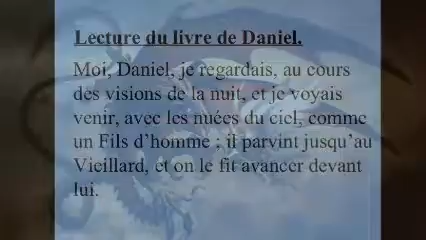 Lecture du livre de Daniel.
Moi, Daniel, je regardais, au cours
des visions de la nuit, et je voyais
venir, avec les nuées du ciel, comme
un Fils d’homme ; il parvint jusqu’au
Vieillard, et on le fit avancer devant
lui.